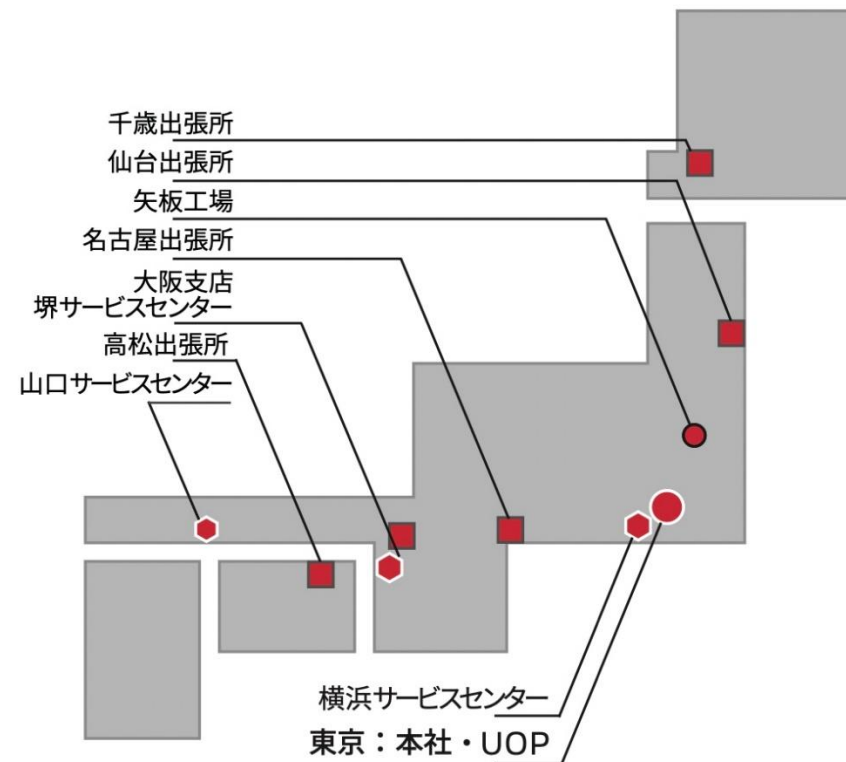 千歳出張所
仙台出張所
矢板工場
名古屋出張所
大阪支店
堺サービスセンター
高松出張所
山口サービスセンター
横浜サービスセンター
東京：本社・UOP